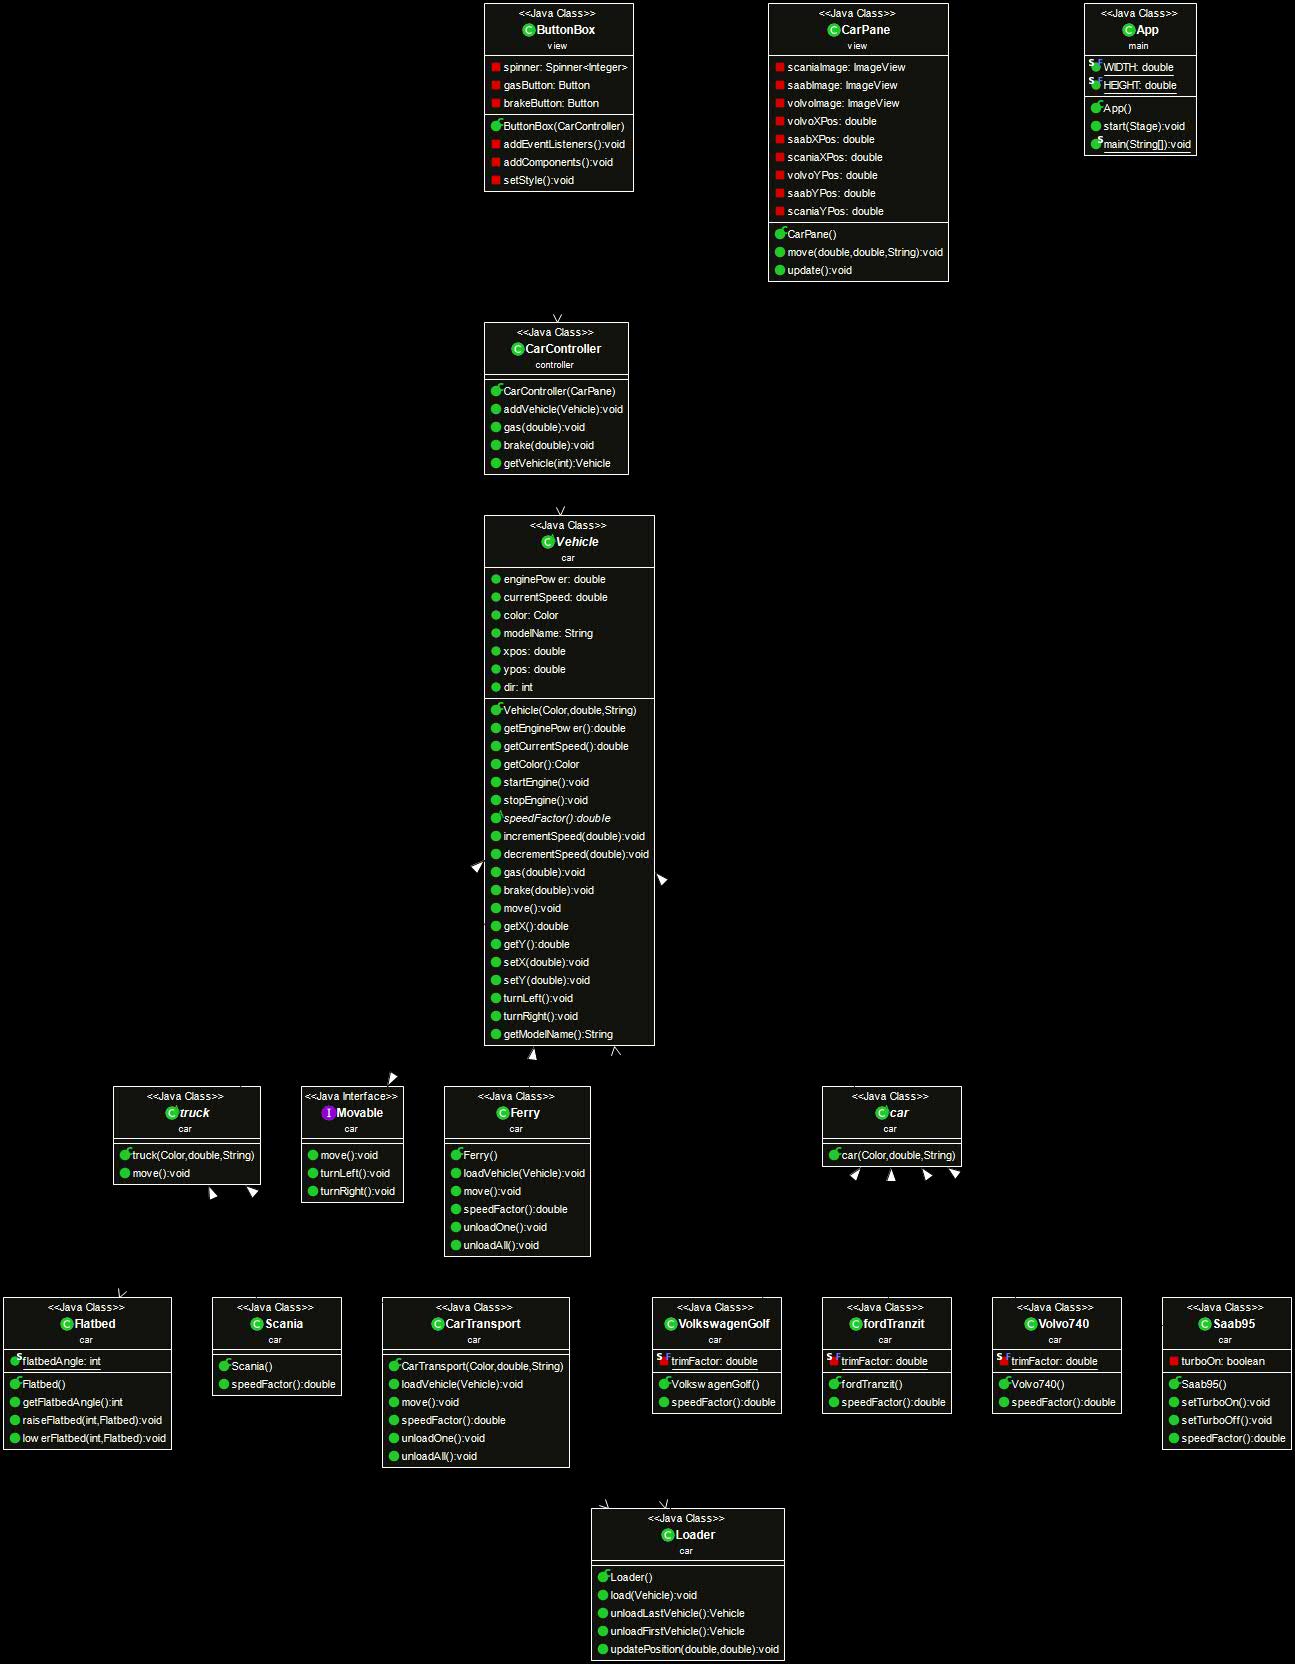 <<Java Class>>
ButtonBox
view
spinner: Spinner<Integer>
gasButton: Button
brakeButton: Button
ButtonBox(CarController)
addEventListeners():void
addComponents():void
setStyle():void
<<Java Class>>
CarPane
view
scaniaImage: ImageView
saabImage: ImageView
volvoImage: ImageView
volvoXPos: double
saabXPos: double
scaniaXPos: double
volvoYPos: double
saabYPos: double
scaniaYPos: double
CarPane()
move(double,double,String):void
update():void
<<Java Class>>
App
main
WIDTH: double
HEIGHT: double
App()
start(Stage):void
main(String[]):void
<<Java Class>>
CarController
controller
CarController(CarPane)
addVehicle(Vehicle):void
gas(double):void
brake(double):void
getVehicle(int):Vehicle
<<Java Class>>
Vehicle
car
enginePower: double
currentSpeed: double
color: Color
modelName: String
xpos: double
ypos: double
dir: int
Vehicle(Color,double,String)
getEnginePower():double
getCurrentSpeed():double
getColor():Color
startEngine():void
stopEngine():void
speedFactor():double
incrementSpeed(double):void
decrementSpeed(double):void
gas(double):void
brake(double):void
move():void
getX():double
getY():double
setX(double):void
setY(double):void
turnLeft():void
turnRight():void
getModelName():String
<<Java Class>>
truck
car
truck(Color,double,String)
move():void
<<Java Interface>>
Movable
car
move():void
turnLeft():void
turnRight():void
<<Java Class>>
Ferry
car
Ferry()
loadVehicle(Vehicle):void
move():void
speedFactor():double
unloadOne():void
unloadAll():void
<<Java Class>>
car
car
car(Color,double,String)
<<Java Class>>
Flatbed
car
flatbedAngle: int
Flatbed()
getFlatbedAngle():int
raiseFlatbed(int,Flatbed):void
lowerFlatbed(int,Flatbed):void
<<Java Class>>
Scania
car
Scania()
speedFactor():double
<<Java Class>>
CarTransport
car
CarTransport(Color,double,String)
loadVehicle(Vehicle):void
move():void
speedFactor():double
unloadOne():void
unloadAll():void
<<Java Class>>
VolkswagenGolf
car
trimFactor: double
VolkswagenGolf()
speedFactor():double
<<Java Class>>
fordTranzit
car
trimFactor: double
fordTranzit()
speedFactor():double
<<Java Class>>
Volvo740
car
trimFactor: double
Volvo740()
speedFactor():double
<<Java Class>>
Saab95
car
turboOn: boolean
Saab95()
setTurboOn():void
setTurboOff():void
speedFactor():double
<<Java Class>>
Loader
car
Loader()
load(Vehicle):void
unloadLastVehicle():Vehicle
unloadFirstVehicle():Vehicle
updatePosition(double,double):void